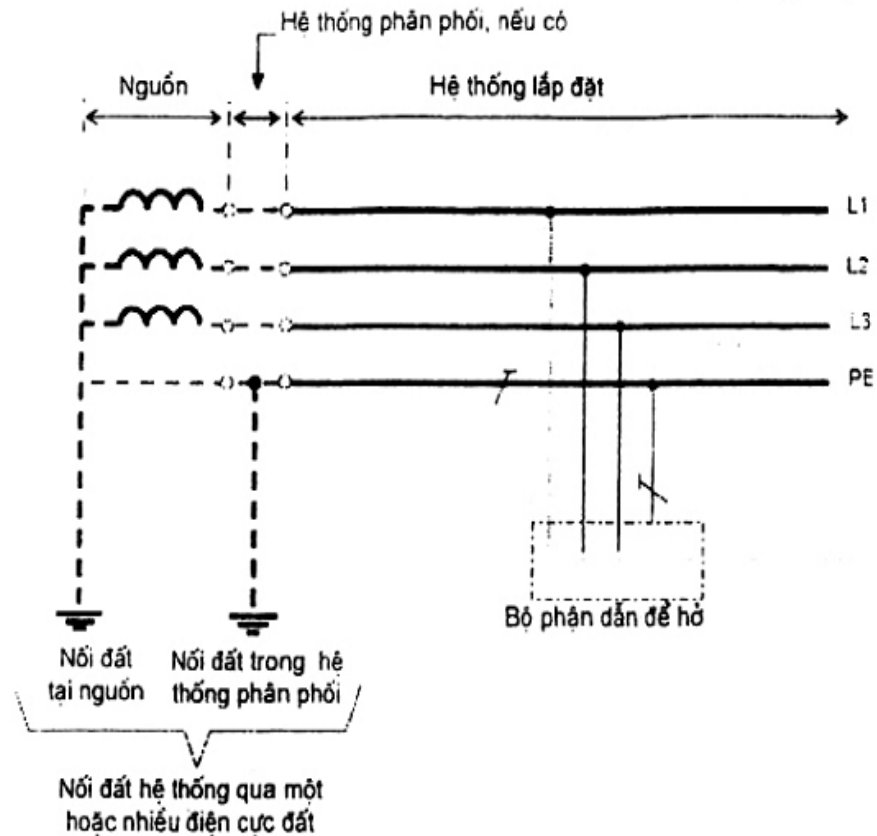 Hệ thống phân phối, nếu có
Nguồn
Hệ thống lắp đặt
L1
L2
L3
PE
Bộ phận dẫn để hở
Nối đất
tại nguồn
Nối đất trong hệ
thống phân phối
Nối đất hệ thống qua một
hoặc nhiều điện cực đất